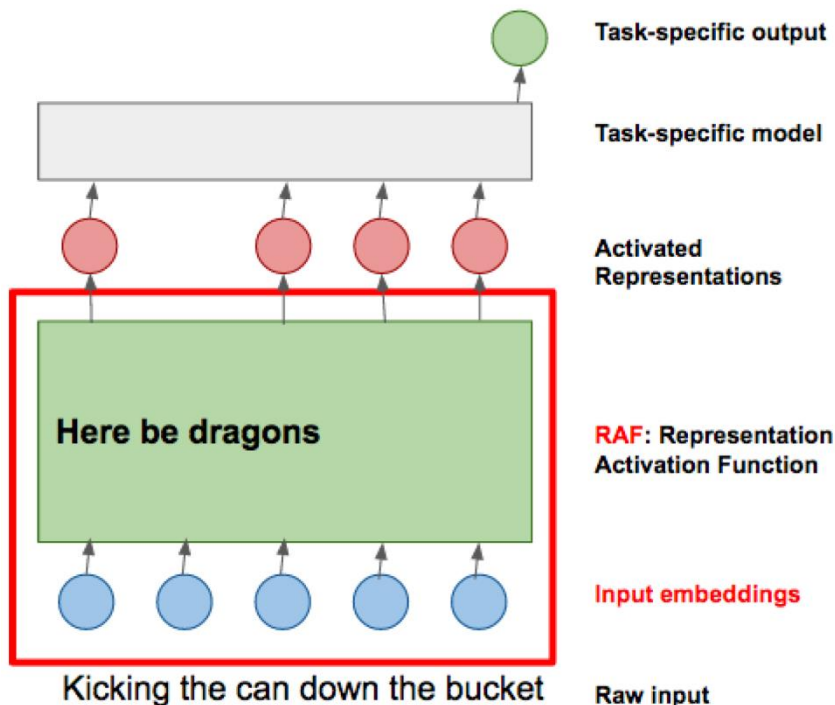 Task-specific output
Task-specific model
Activated
Representations
Here be dragons
RAF: Representation
Activation Function
Input embeddings
Kicking the can down the bucket
Raw input